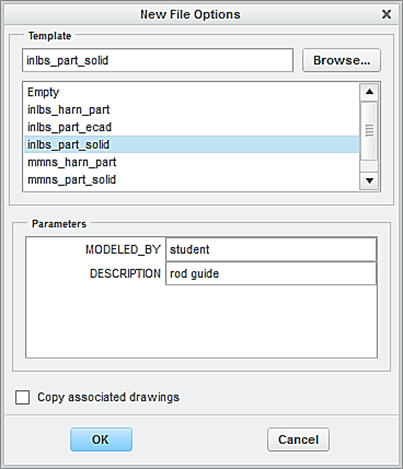 New File Options
Template
inlbs_part_solid
Browse...
Empty
inlbs_harn_part
inlbs_part_ecad
inlbs_part_solid
mmns_harn_part
mmns_part_solid
Parameters
MODELED_BY student
DESCRIPTION rod guide
Copy associated drawings
OK Cancel